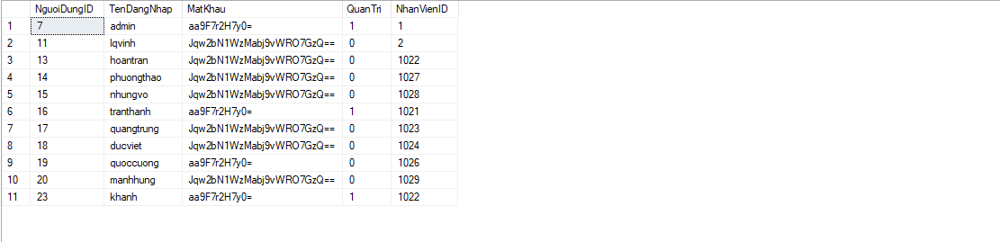 NguoiDungID TenDangNhap MatKhau QuanTri NhanVienID
1 7 admin aa9F7r2H7y0= 1 1
2 11 lqvinh Jqw2bN1WzMabj9vWRO7GzQ== 0 2
3 13 hoantran Jqw2bN1WzMabj9vWRO7GzQ== 0 1022
4 14 phuongthao Jqw2bN1WzMabj9vWRO7GzQ== 0 1027
5 15 nhungvo Jqw2bN1WzMabj9vWRO7GzQ== 0 1028
6 16 tranthanh aa9F7r2H7y0= 1 1021
7 17 quangtrung Jqw2bN1WzMabj9vWRO7GzQ== 0 1023
8 18 ducviet Jqw2bN1WzMabj9vWRO7GzQ== 0 1024
9 19 quoccuong aa9F7r2H7y0= 0 1026
10 20 manhhung Jqw2bN1WzMabj9vWRO7GzQ== 0 1029
11 23 khanh aa9F7r2H7y0= 1 1022